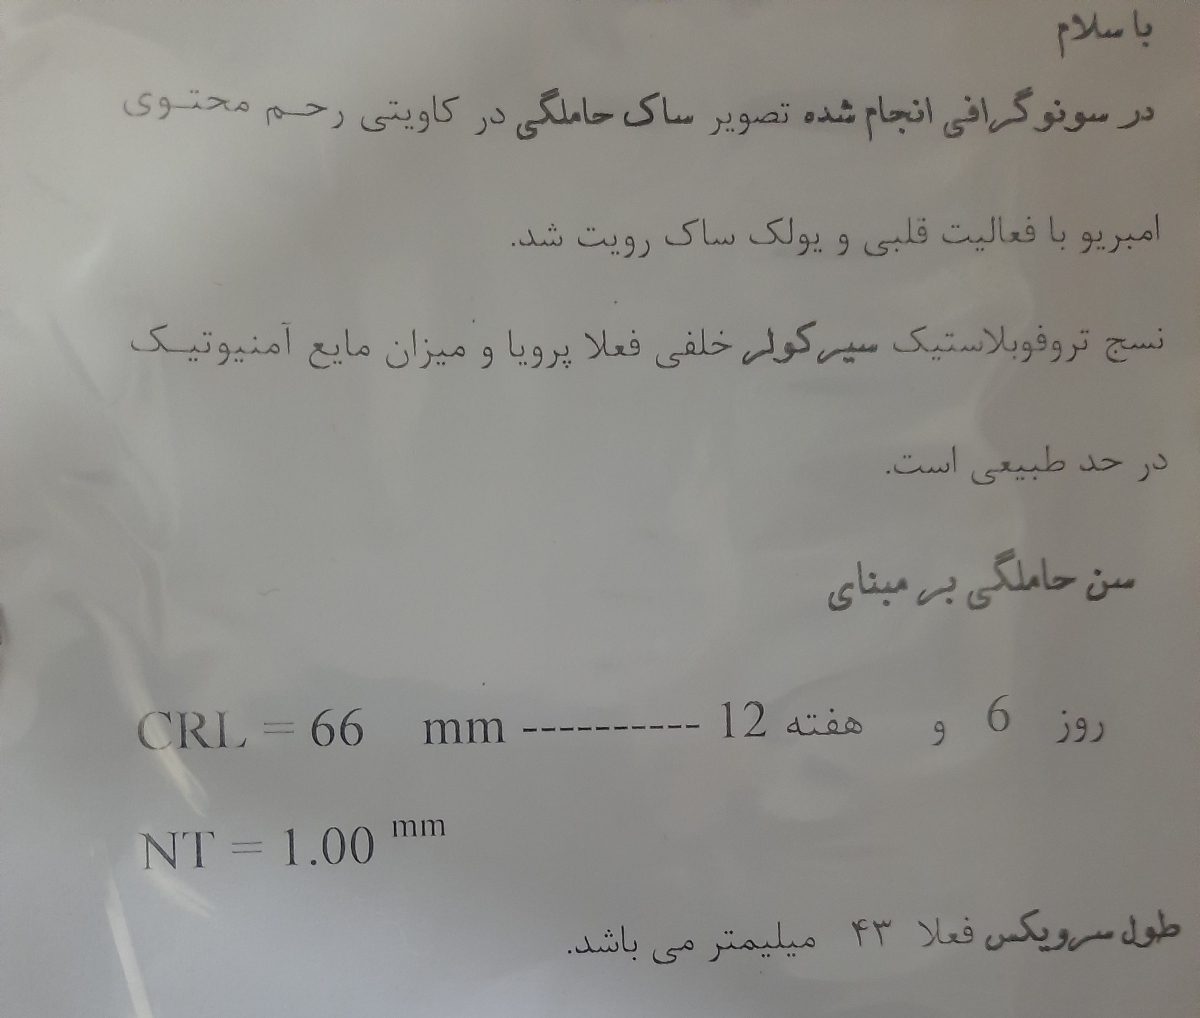 با سلام
در سونوگرافی انجام شده تصویر ساک حاملگی در کاویتی رحم محتوی
امبریو با فعالیت قلبی و یولک ساک رویت شد.
نسج تروفوبلاستیک سیرکولر خلفی فعلا پرویا و میزان مایع آمنیوتیک
در حد طبیعی است.
سن حاملگی بر مبنای
CRL = 66 mm ---------- 12 هفته و 6 روز
NT = 1.00 mm
طول سرویکس فعلا ۴۳ میلیمتر می باشد.